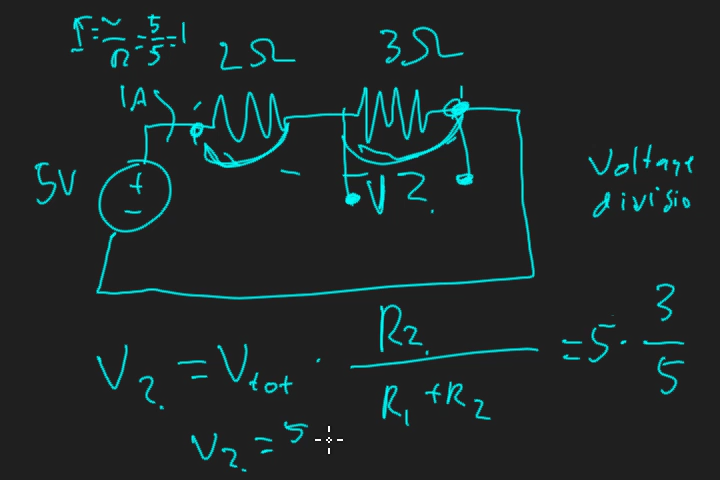 I = V/Ω = 5/5 = 1
2Ω
3Ω
1A
5V
+
-
-
V2.
Voltage
divisio
V2. = Vtot · R2. / R1 + R2 = 5 · 3/5
V2. = 5